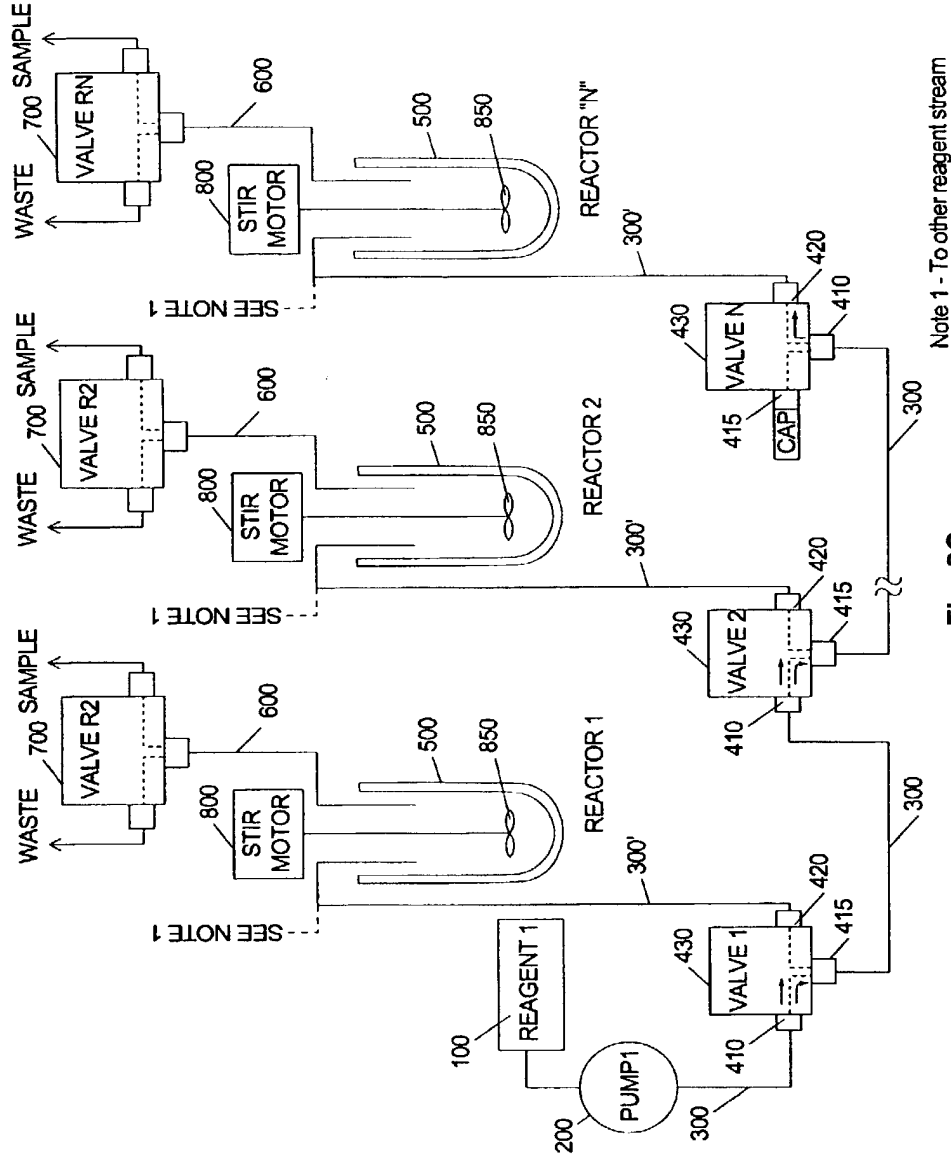 WASTE
700
SAMPLE
VALVE R2
600
800
STIR
MOTOR
SEE NOTE 1
500
850
REACTOR 1
WASTE
700
SAMPLE
VALVE R2
600
800
STIR
MOTOR
SEE NOTE 1
500
850
REACTOR 2
WASTE
700
SAMPLE
VALVE RN
600
800
STIR
MOTOR
SEE NOTE 1
500
850
REACTOR "N"
100
REAGENT 1
200
PUMP1
300
300'
430
VALVE 1
410
420
415
300
300'
430
VALVE 2
410
420
415
300
300'
430
VALVE N
415
CAP
420
410
Note 1 - To other reagent stream